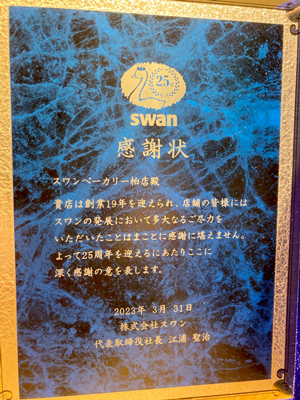 25
swan
感謝状
スワンベーカリー柏店殿
貴店は創業19年を迎えられ、店舗の皆様には
スワンの発展において多大なるご尽力を
いただいたことはまことに感謝に堪えません。
よって25周年を迎えるにあたりここに
深く感謝の意を表します。
2023年 3月 31日
株式会社スワン
代表取締役社長 江浦 聖治